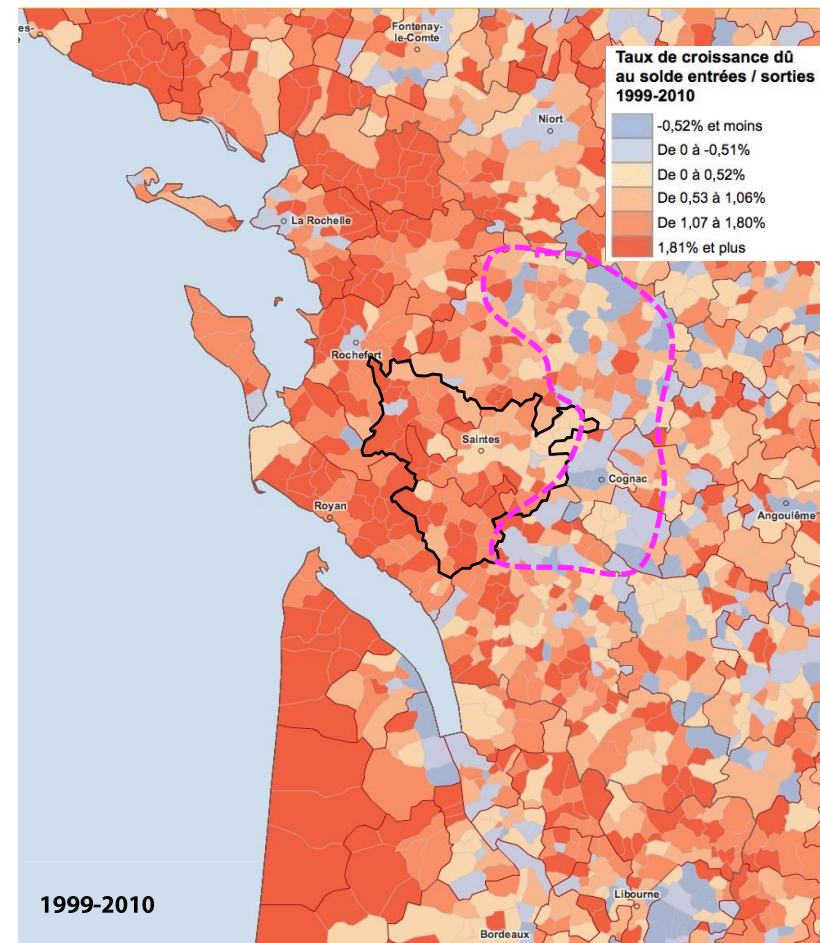 Fontenay-
le-Comte
es-
Taux de croissance dû
au solde entrées / sorties
1999-2010
-0,52% et moins
De 0 à -0,51%
De 0 à 0,52%
De 0,53 à 1,06%
De 1,07 à 1,80%
1,81% et plus
Niort
La Rochelle
Rochefort
Saintes
Cognac
Royan
Angoulême
1999-2010
Libourne
Bordeaux